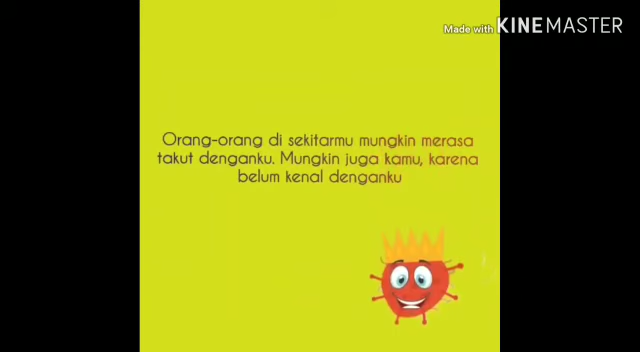 Made with KINEMASTER
Orang-orang di sekitarmu mungkin merasa
takut denganku. Mungkin juga kamu, karena
belum kenal denganku